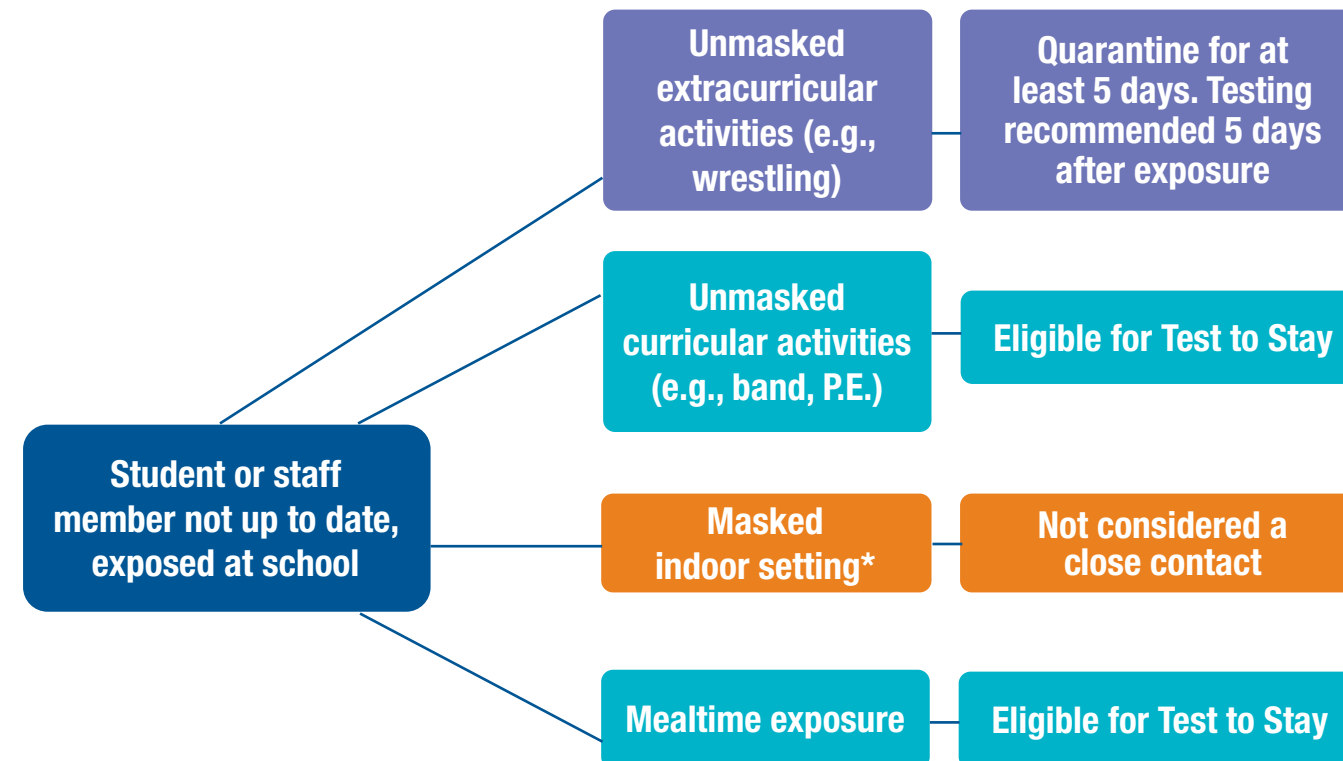 Unmasked
extracurricular
activities (e.g.,
wrestling)
Quarantine for at
least 5 days. Testing
recommended 5 days
after exposure
Unmasked
curricular activities
(e.g., band, P.E.)
Eligible for Test to Stay
Student or staff
member not up to date,
exposed at school
Masked
indoor setting*
Not considered a
close contact
Mealtime exposure
Eligible for Test to Stay